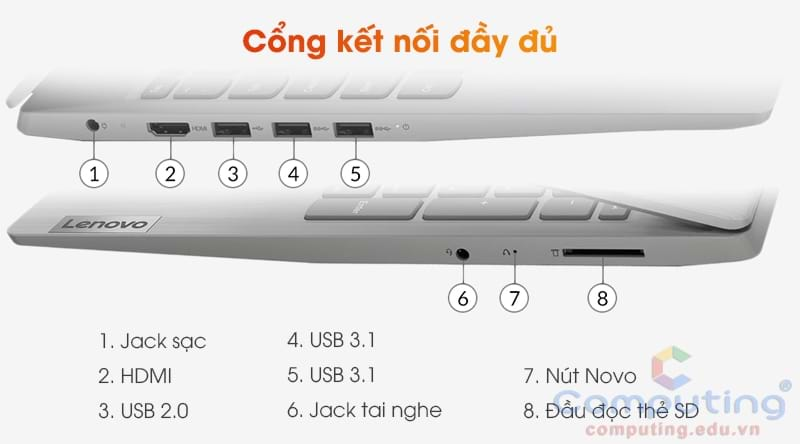 Cổng kết nối đầy đủ
HDMI
1 2 3 4 5
Lenovo
Enter
6 7 8
1. Jack sạc
2. HDMI
3. USB 2.0
4. USB 3.1
5. USB 3.1
6. Jack tai nghe
7. Nút Novo
8. Đầu đọc thẻ SD
Computing®
computing.edu.vn